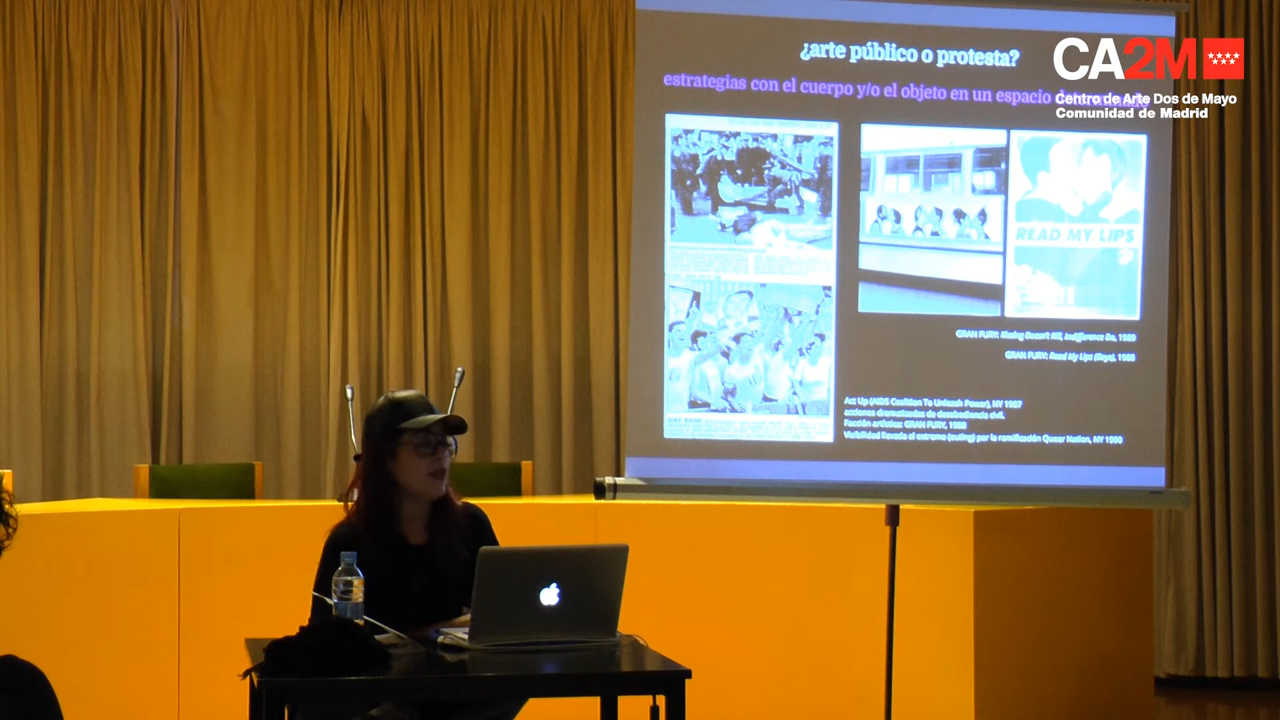 ¿arte público o protesta?
estrategias con el cuerpo y/o el objeto en un espacio
CA2M
Centro de Arte Dos de Mayo
Comunidad de Madrid
READ MY LIPS
GRAN FURY: Kissing Doesn't Kill, Indifference Do, 1989
GRAN FURY: Read My Lips (Boys), 1988
Act Up (AIDS Coalition To Unleash Power), NY 1987
acciones dramatizadas de desobediencia civil.
Facción artística: GRAN FURY, 1988
Visibilidad llevada al extremo (outing) por la ramificación Queer Nation, NY 1990